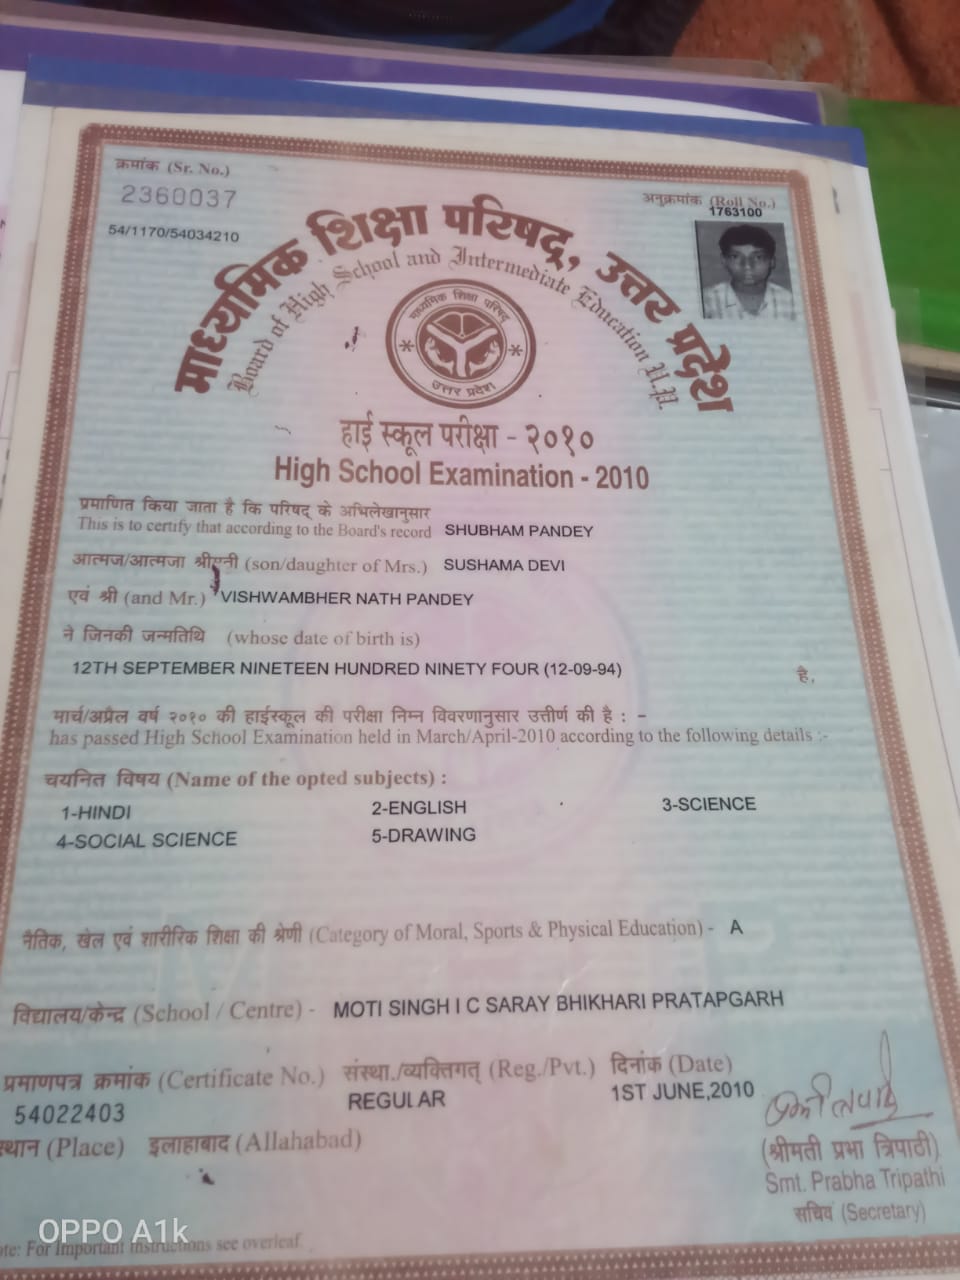 क्रमांक (Sr. No.)
2360037
54/1170/54034210
अनुक्रमांक (Roll No.)
1763100
माध्यमिक शिक्षा परिषद्, उत्तर प्रदेश
Board of High School and Intermediate Education U.P.
माध्यमिक शिक्षा परिषद्
उत्तर प्रदेश
हाई स्कूल परीक्षा - २०१०
High School Examination - 2010
प्रमाणित किया जाता है कि परिषद् के अभिलेखानुसार
This is to certify that according to the Board's record SHUBHAM PANDEY
आत्मज/आत्मजा श्रीमती (son/daughter of Mrs.) SUSHAMA DEVI
एवं श्री (and Mr.) VISHWAMBHER NATH PANDEY
ने जिनकी जन्मतिथि (whose date of birth is)
12TH SEPTEMBER NINETEEN HUNDRED NINETY FOUR (12-09-94) है,
मार्च/अप्रैल वर्ष २०१० की हाईस्कूल की परीक्षा निम्न विवरणानुसार उत्तीर्ण की है : –
has passed High School Examination held in March/April-2010 according to the following details :-
चयनित विषय (Name of the opted subjects) :
1-HINDI 2-ENGLISH 3-SCIENCE
4-SOCIAL SCIENCE 5-DRAWING
नैतिक, खेल एवं शारीरिक शिक्षा की श्रेणी (Category of Moral, Sports & Physical Education) - A
विद्यालय/केन्द्र (School / Centre) - MOTI SINGH I C SARAY BHIKHARI PRATAPGARH
प्रमाणपत्र क्रमांक (Certificate No.) संस्था./व्यक्तिगत् (Reg./Pvt.) दिनांक (Date)
54022403 REGULAR 1ST JUNE,2010
स्थान (Place) इलाहाबाद (Allahabad)
(श्रीमती प्रभा त्रिपाठी)
Smt. Prabha Tripathi
सचिव (Secretary)
OPPO A1k
For Important instructions see overleaf.